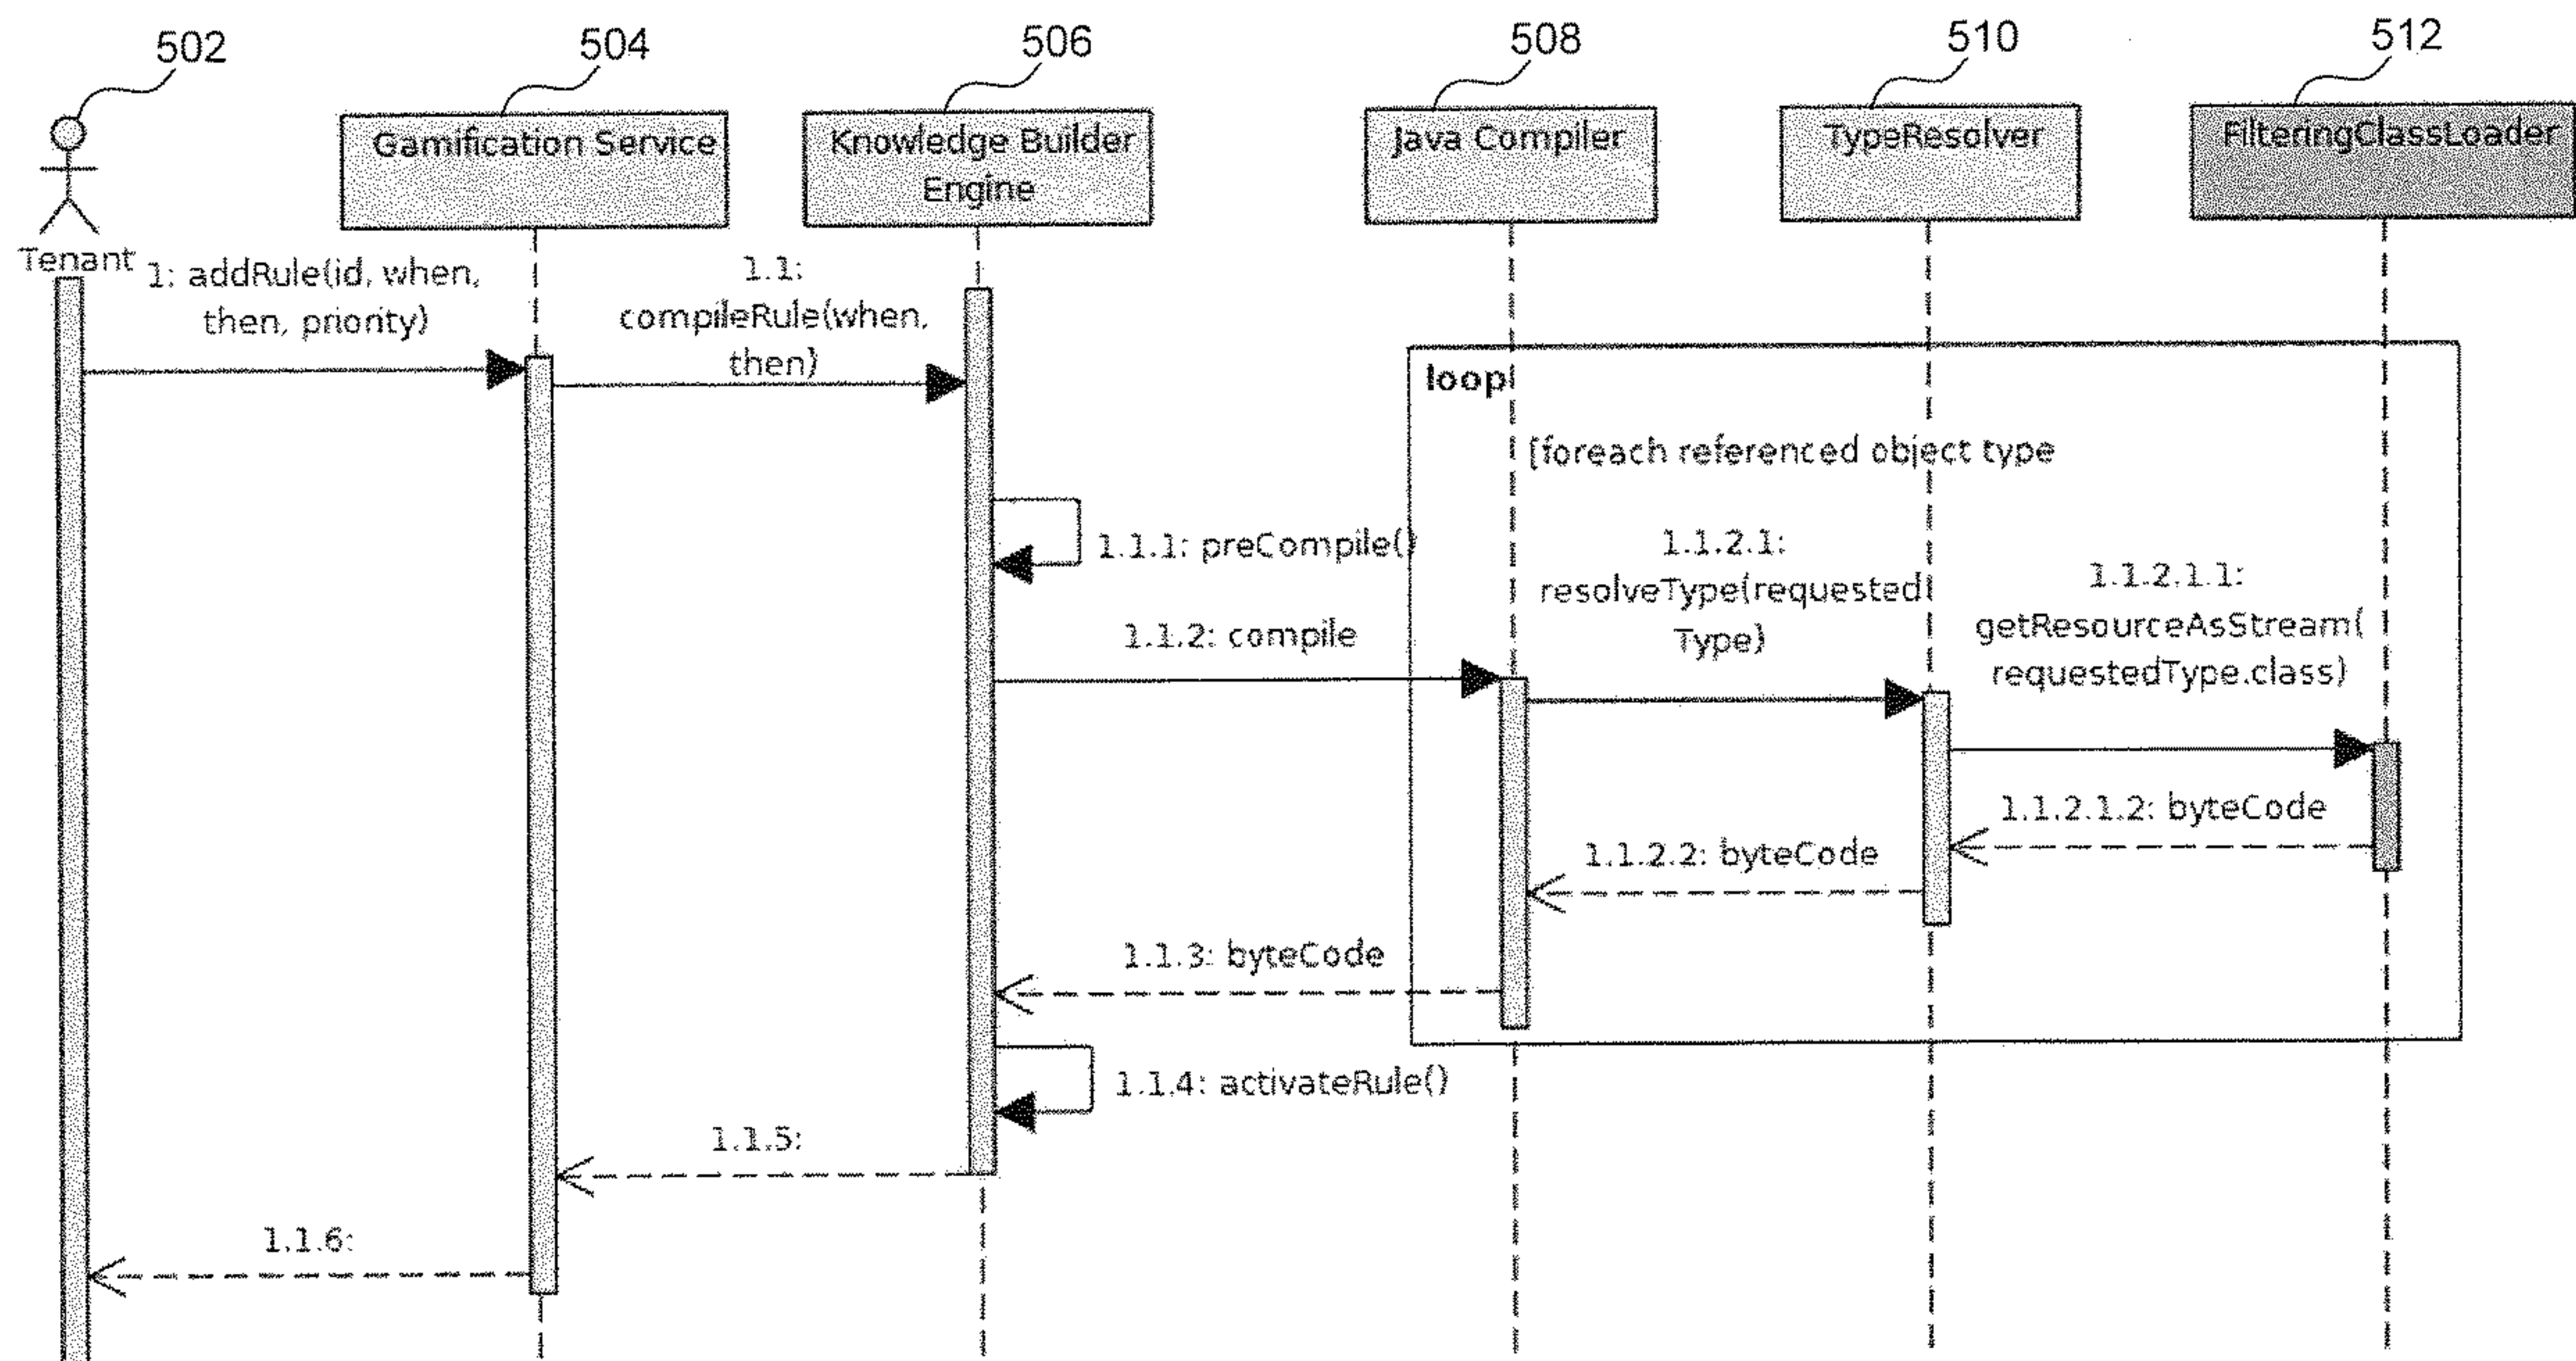 502
504
506
508
510
512
Gamification Service
Knowledge Builder
Engine
Java Compiler
TypeResolver
FilteringClassLoader
Tenant
1: addRule(id, when,
then, priority)
1.1:
compileRule(when,
then)
loop
[foreach referenced object type
1.1.1: preCompile()
1.1.2.1:
resolveType(requested
Type)
1.1.2.1.1:
getResourceAsStream(
requestedType.class)
1.1.2: compile
1.1.2.1.2: byteCode
1.1.2.2: byteCode
1.1.3: byteCode
1.1.4: activateRule()
1.1.5:
1.1.6: